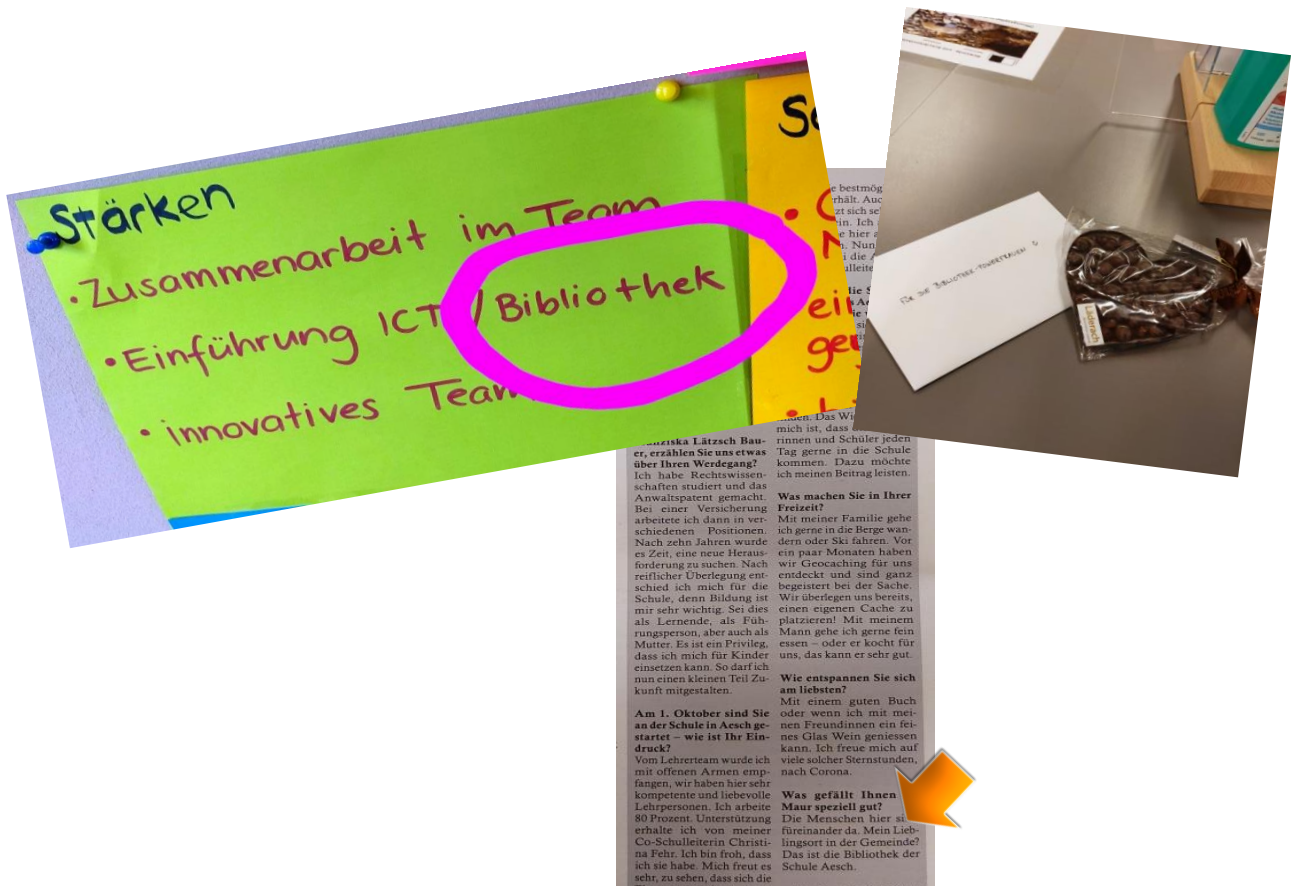 Stärken
• Zusammenarbeit im Team
• Einführung ICT / Bibliothek
• innovatives Team
ein
FÜR DIE BIBLIOTHEK-POWERFRAUEN
Läderach
e bestmög
rhält. Auc
zt sich se
in. Ich
e hier a
n. Nun
i die A
ulleite
Lätzsch Bau-
er, erzählen Sie uns etwas
über Ihren Werdegang?
Ich habe Rechtswissen-
schaften studiert und das
Anwaltspatent gemacht.
Bei einer Versicherung
arbeitete ich dann in ver-
schiedenen Positionen.
Nach zehn Jahren wurde
es Zeit, eine neue Heraus-
forderung zu suchen. Nach
reiflicher Überlegung ent-
schied ich mich für die
Schule, denn Bildung ist
mir sehr wichtig. Sei dies
als Lernende, als Füh-
rungsperson, aber auch als
Mutter. Es ist ein Privileg,
dass ich mich für Kinder
einsetzen kann. So darf ich
nun einen kleinen Teil Zu-
kunft mitgestalten.
Am 1. Oktober sind Sie
an der Schule in Aesch ge-
startet – wie ist Ihr Ein-
druck?
Vom Lehrerteam wurde ich
mit offenen Armen emp-
fangen, wir haben hier sehr
kompetente und liebevolle
Lehrpersonen. Ich arbeite
80 Prozent. Unterstützung
erhalte ich von meiner
Co-Schulleiterin Christi-
na Fehr. Ich bin froh, dass
ich sie habe. Mich freut es
sehr, zu sehen, dass sich die
Das
mich ist, dass
rinnen und Schüler jeden
Tag gerne in die Schule
kommen. Dazu möchte
ich meinen Beitrag leisten.
Was machen Sie in Ihrer
Freizeit?
Mit meiner Familie gehe
ich gerne in die Berge wan-
dern oder Ski fahren. Vor
ein paar Monaten haben
wir Geocaching für uns
entdeckt und sind ganz
begeistert bei der Sache.
Wir überlegen uns bereits,
einen eigenen Cache zu
platzieren! Mit meinem
Mann gehe ich gerne fein
essen – oder er kocht für
uns, das kann er sehr gut.
Wie entspannen Sie sich
am liebsten?
Mit einem guten Buch
oder wenn ich mit mei-
nen Freundinnen ein fei-
nes Glas Wein geniessen
kann. Ich freue mich auf
viele solcher Sternstunden,
nach Corona.
Was gefällt Ihnen
Maur speziell gut?
Die Menschen hier si
füreinander da. Mein Lieb-
lingsort in der Gemeinde?
Das ist die Bibliothek der
Schule Aesch.